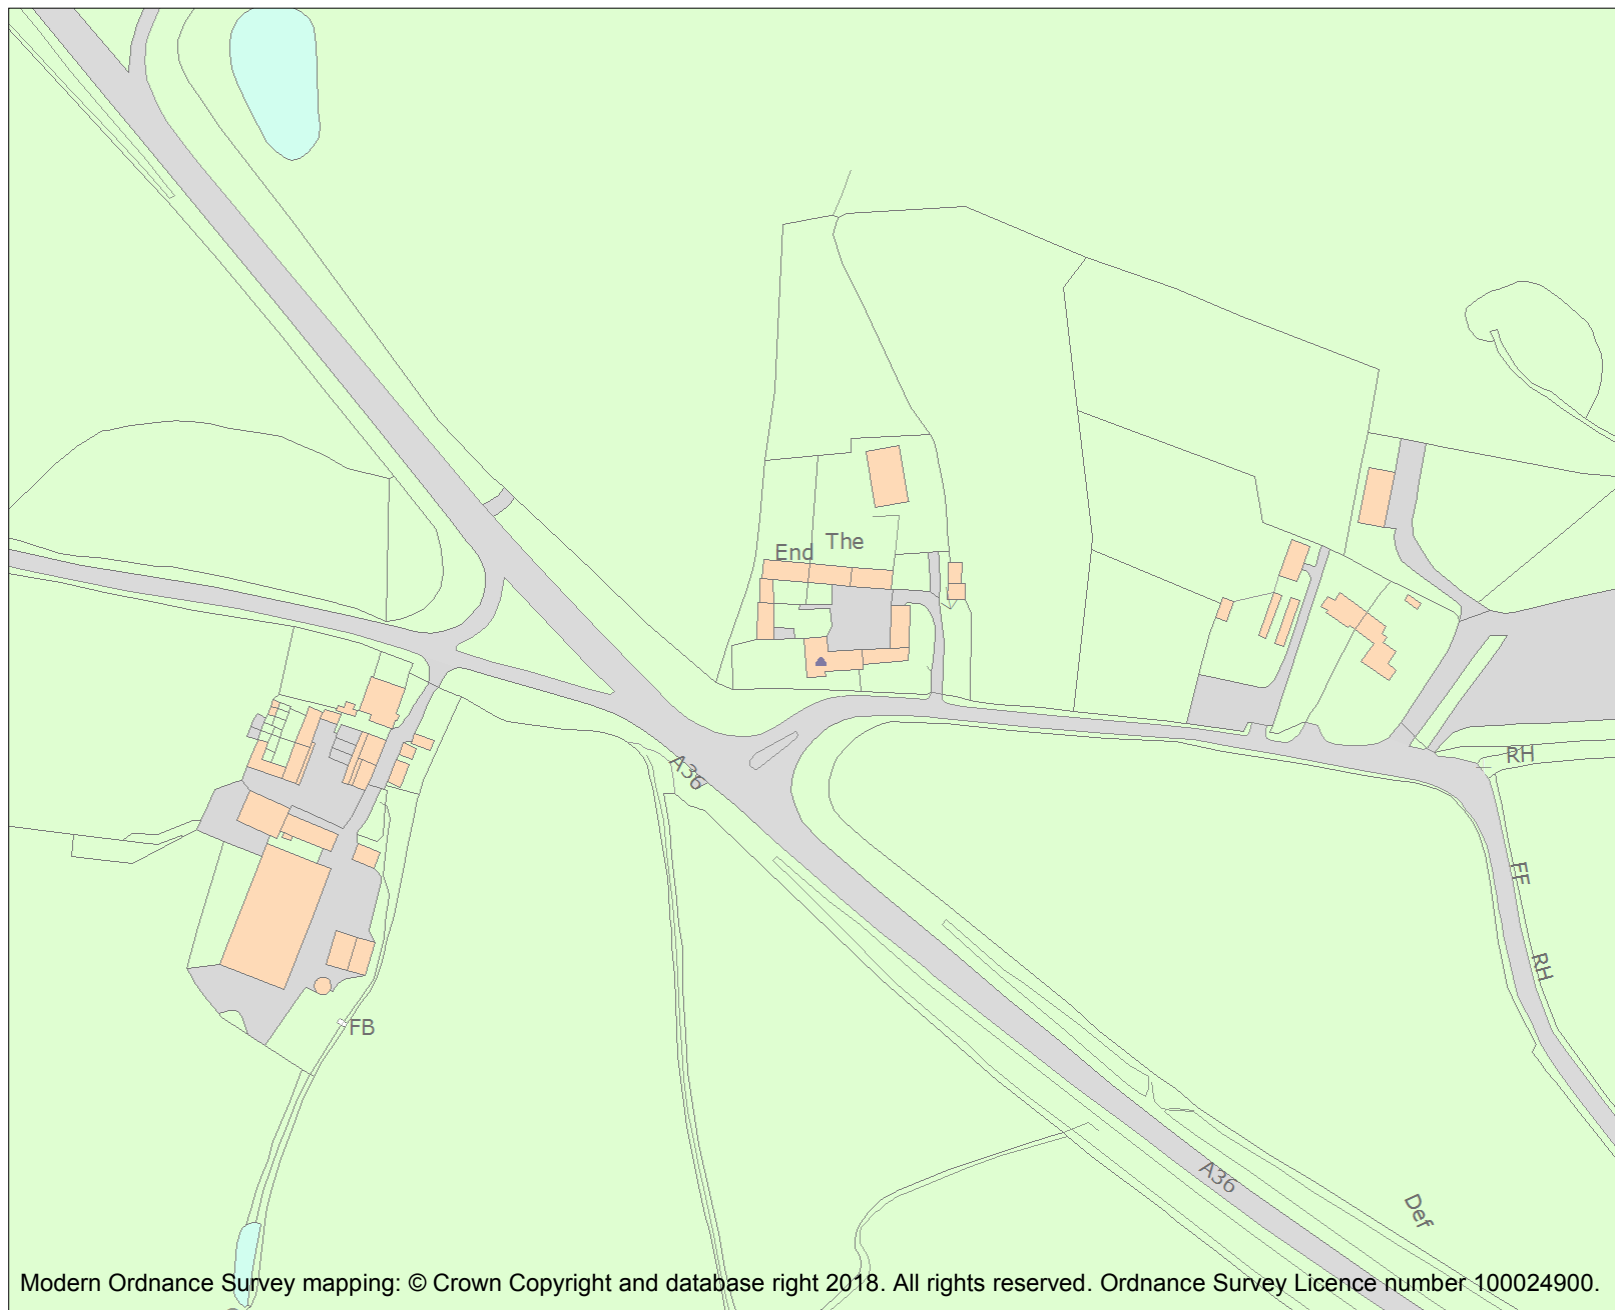 The
End
A36
RH
FF
RH
FB
A36
Def
Modern Ordnance Survey mapping: © Crown Copyright and database right 2018. All rights reserved. Ordnance Survey Licence number 100024900.